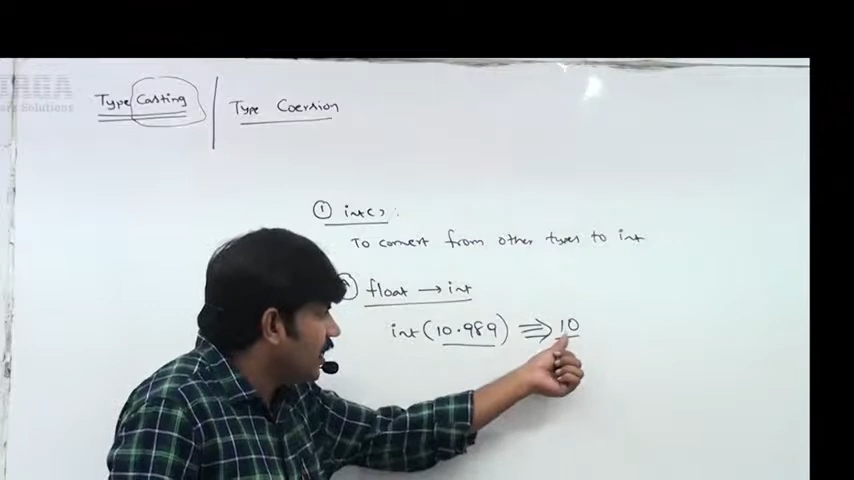 Type Casting | Type Coersion
① int() :
To convert from other types to int
float → int
int(10.989) ⇒ 10